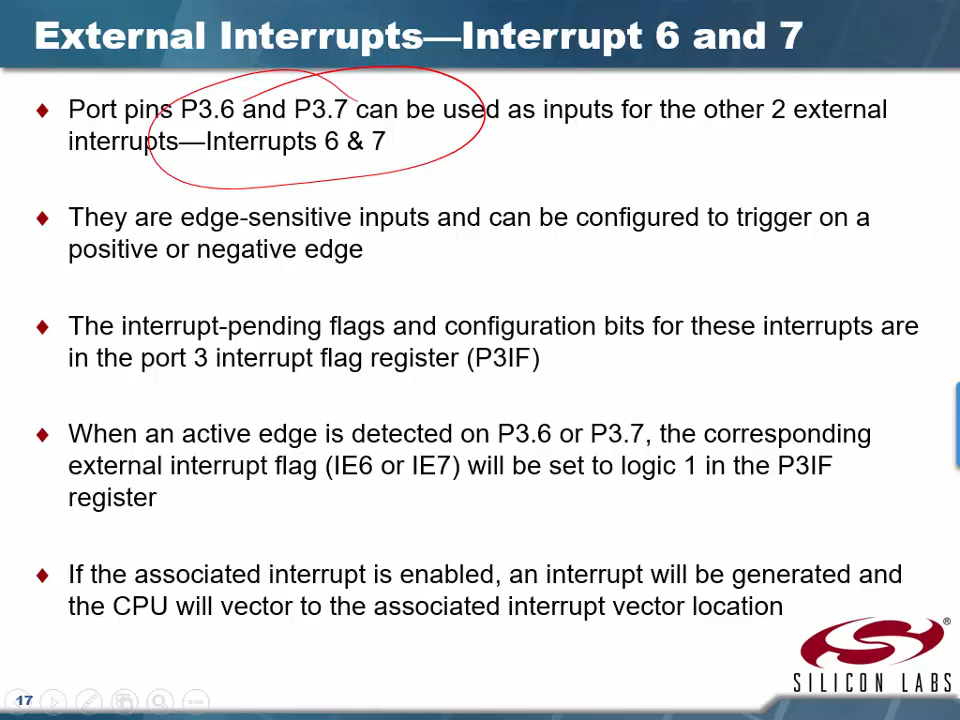 External Interrupts—Interrupt 6 and 7
♦ Port pins P3.6 and P3.7 can be used as inputs for the other 2 external
interrupts—Interrupts 6 & 7
♦ They are edge-sensitive inputs and can be configured to trigger on a
positive or negative edge
♦ The interrupt-pending flags and configuration bits for these interrupts are
in the port 3 interrupt flag register (P3IF)
♦ When an active edge is detected on P3.6 or P3.7, the corresponding
external interrupt flag (IE6 or IE7) will be set to logic 1 in the P3IF
register
♦ If the associated interrupt is enabled, an interrupt will be generated and
the CPU will vector to the associated interrupt vector location
®
SILICON LABS
17